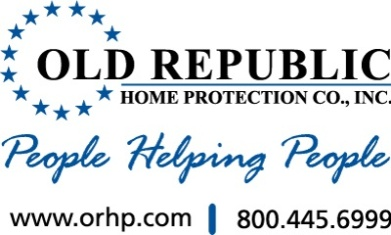 OLD REPUBLIC
HOME PROTECTION CO., INC.
People Helping People
www.orhp.com | 800.445.6999